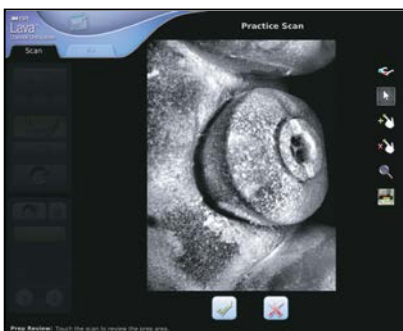 Practice Scan
Lava
Scan
Prep Review: Touch the scan to review the prep area.